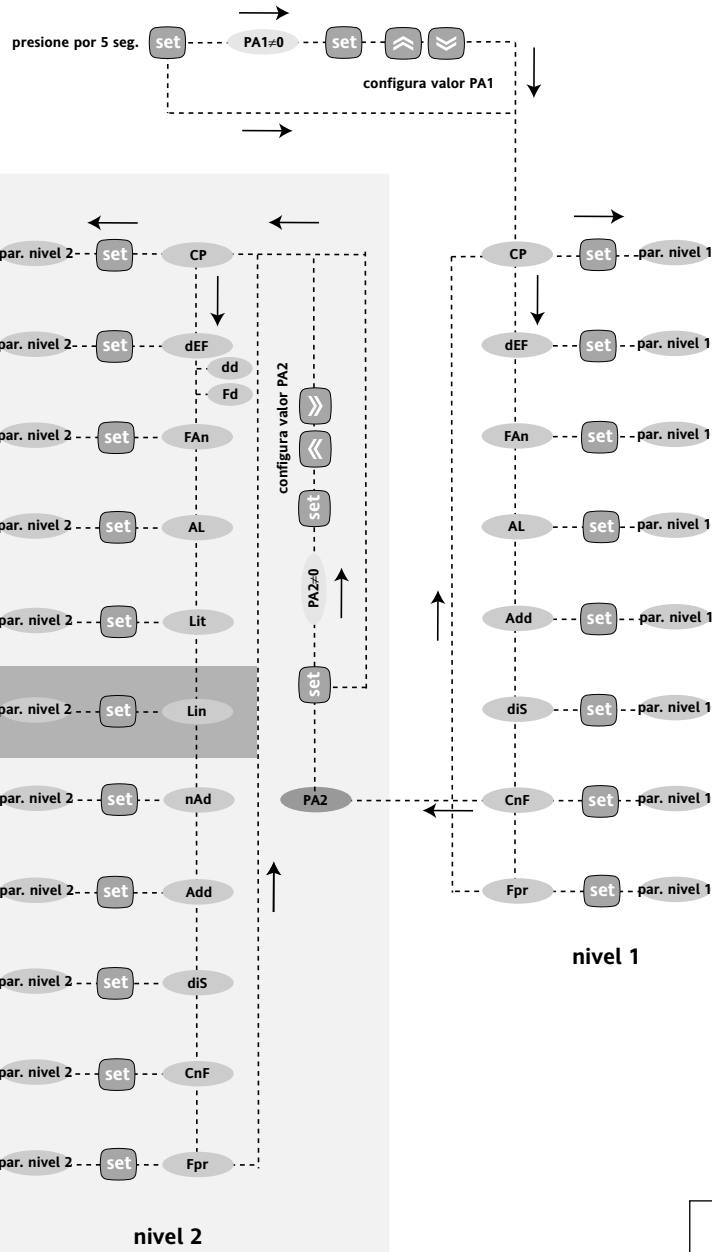 presione por 5 seg. set PA1≠0 set
configura valor PA1
par. nivel 2 set CP
par. nivel 2 set dEF
dd
Fd
par. nivel 2 set FAn
par. nivel 2 set AL
par. nivel 2 set Lit
par. nivel 2 set Lin
par. nivel 2 set nAd
par. nivel 2 set Add
par. nivel 2 set diS
par. nivel 2 set CnF
par. nivel 2 set Fpr
nivel 2
configura valor PA2
set
PA2≠0
set
PA2
CP set par. nivel 1
dEF set par. nivel 1
FAn set par. nivel 1
AL set par. nivel 1
Add set par. nivel 1
diS set par. nivel 1
CnF set par. nivel 1
Fpr set par. nivel 1
nivel 1